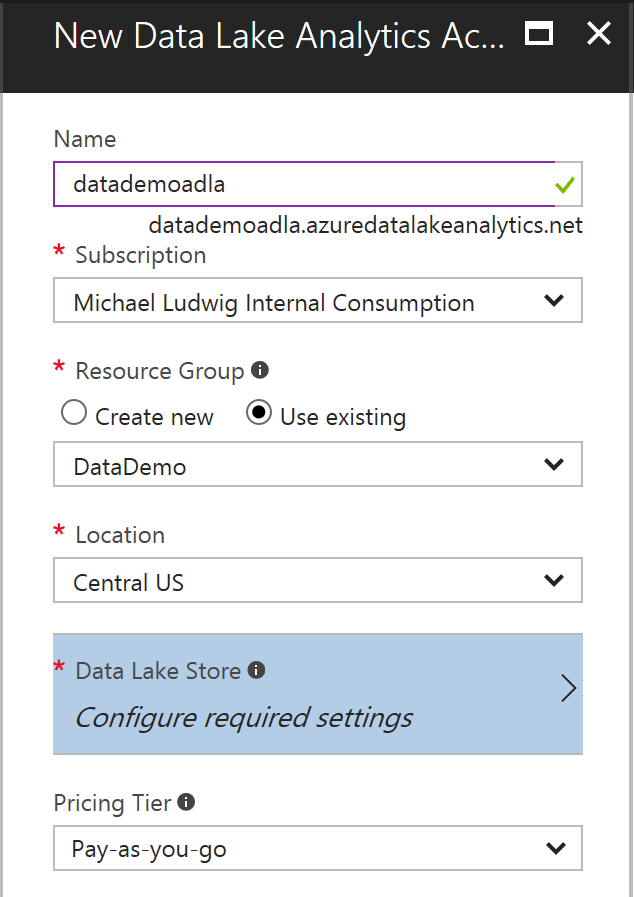 New Data Lake Analytics Ac...
Name
datademoadla
datademoadla.azuredatalakeanalytics.net
* Subscription
Michael Ludwig Internal Consumption
* Resource Group
Create new Use existing
DataDemo
* Location
Central US
* Data Lake Store
Configure required settings
Pricing Tier
Pay-as-you-go